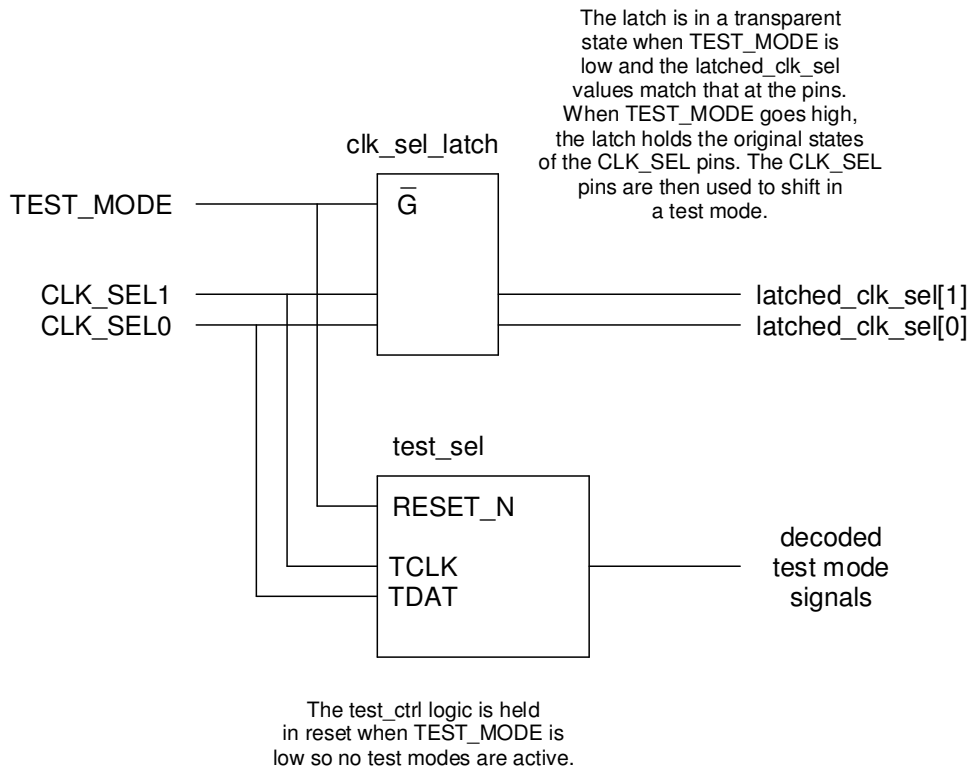 The latch is in a transparent
state when TEST_MODE is
low and the latched_clk_sel
values match that at the pins.
When TEST_MODE goes high,
the latch holds the original states
of the CLK_SEL pins. The CLK_SEL
pins are then used to shift in
a test mode.
clk_sel_latch
TEST_MODE
G̅
CLK_SEL1
latched_clk_sel[1]
CLK_SEL0
latched_clk_sel[0]
test_sel
RESET_N
TCLK
TDAT
decoded
test mode
signals
The test_ctrl logic is held
in reset when TEST_MODE is
low so no test modes are active.